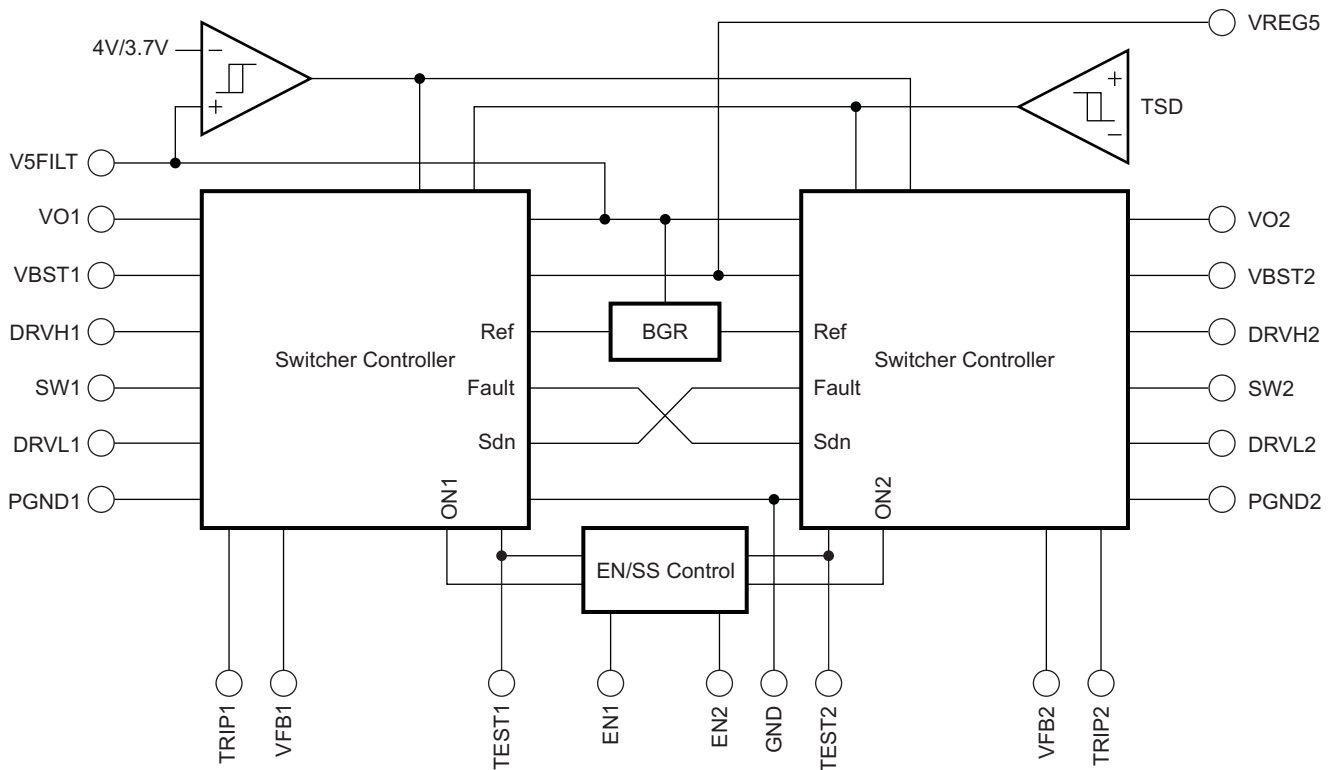 VREG5
4V/3.7V
−
+
+
−
TSD
V5FILT
VO1
VO2
VBST1
VBST2
DRVH1
Ref
BGR
Ref
DRVH2
Switcher Controller
Switcher Controller
SW1
Fault
Fault
SW2
DRVL1
Sdn
Sdn
DRVL2
PGND1
ON1
ON2
PGND2
EN/SS Control
TRIP1
VFB1
TEST1
EN1
EN2
GND
TEST2
VFB2
TRIP2